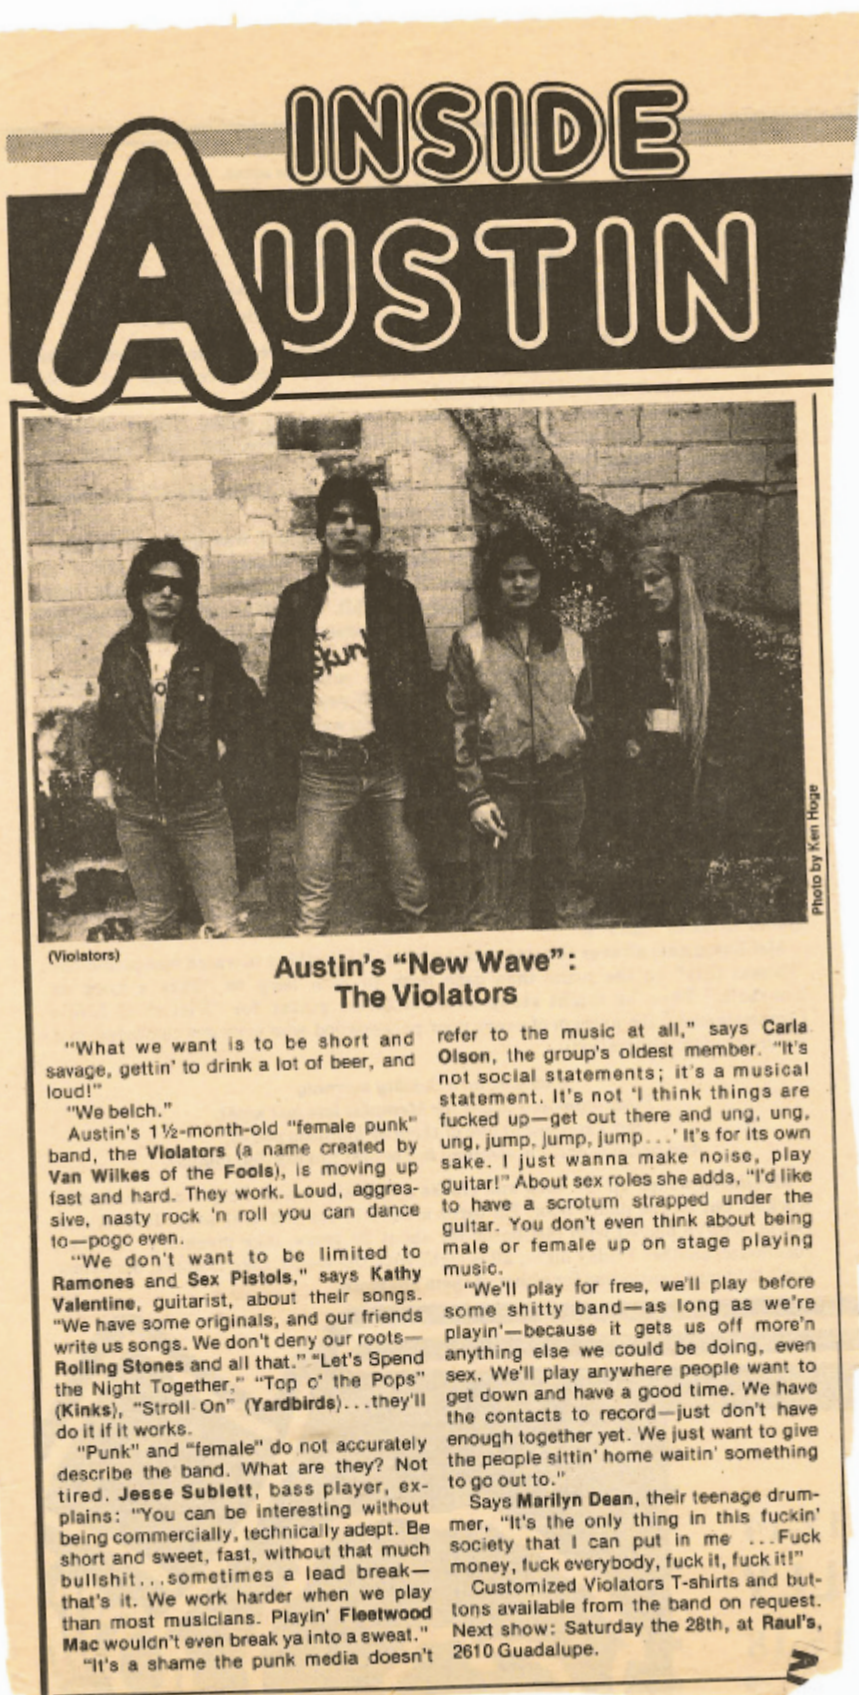 INSIDE
AUSTIN
Skunk
Photo by Ken Hoge
(Violators)
Austin's “New Wave”:
The Violators
“What we want is to be short and
savage, gettin' to drink a lot of beer, and
loud!”
“We belch.”
Austin's 1½-month-old “female punk”
band, the Violators (a name created by
Van Wilkes of the Fools), is moving up
fast and hard. They work. Loud, aggres-
sive, nasty rock 'n roll you can dance
to—pogo even.
“We don't want to be limited to
Ramones and Sex Pistols,” says Kathy
Valentine, guitarist, about their songs.
“We have some originals, and our friends
write us songs. We don't deny our roots—
Rolling Stones and all that.” “Let's Spend
the Night Together,” “Top o' the Pops”
(Kinks), “Stroll On” (Yardbirds)...they'll
do it if it works.
“Punk” and “female” do not accurately
describe the band. What are they? Not
tired. Jesse Sublett, bass player, ex-
plains: “You can be interesting without
being commercially, technically adept. Be
short and sweet, fast, without that much
bullshit...sometimes a lead break—
that's it. We work harder when we play
than most musicians. Playin' Fleetwood
Mac wouldn't even break ya into a sweat.”
“It's a shame the punk media doesn't
refer to the music at all,” says Carla
Olson, the group's oldest member. “It's
not social statements; it's a musical
statement. It's not 'I think things are
fucked up—get out there and ung, ung,
ung, jump, jump, jump...' It's for its own
sake. I just wanna make noise, play
guitar!” About sex roles she adds, “I'd like
to have a scrotum strapped under the
guitar. You don't even think about being
male or female up on stage playing
music.
“We'll play for free, we'll play before
some shitty band—as long as we're
playin'—because it gets us off more'n
anything else we could be doing, even
sex. We'll play anywhere people want to
get down and have a good time. We have
the contacts to record—just don't have
enough together yet. We just want to give
the people sittin' home waitin' something
to go out to.”
Says Marilyn Dean, their teenage drum-
mer, “It's the only thing in this fuckin'
society that I can put in me ...Fuck
money, fuck everybody, fuck it, fuck it!”
Customized Violators T-shirts and but-
tons available from the band on request.
Next show: Saturday the 28th, at Raul's,
2610 Guadalupe.